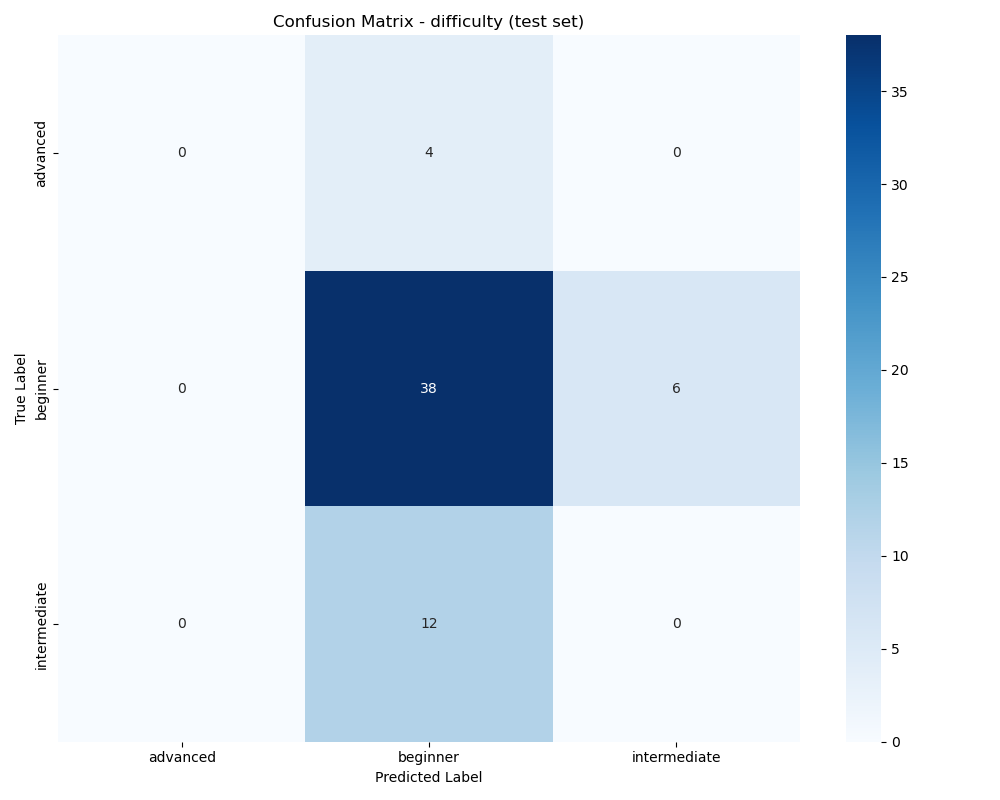 Confusion Matrix - difficulty (test set)
True Label
advanced
beginner
intermediate
0 4 0
0 38 6
0 12 0
advanced beginner intermediate
Predicted Label
35
30
25
20
15
10
5
0